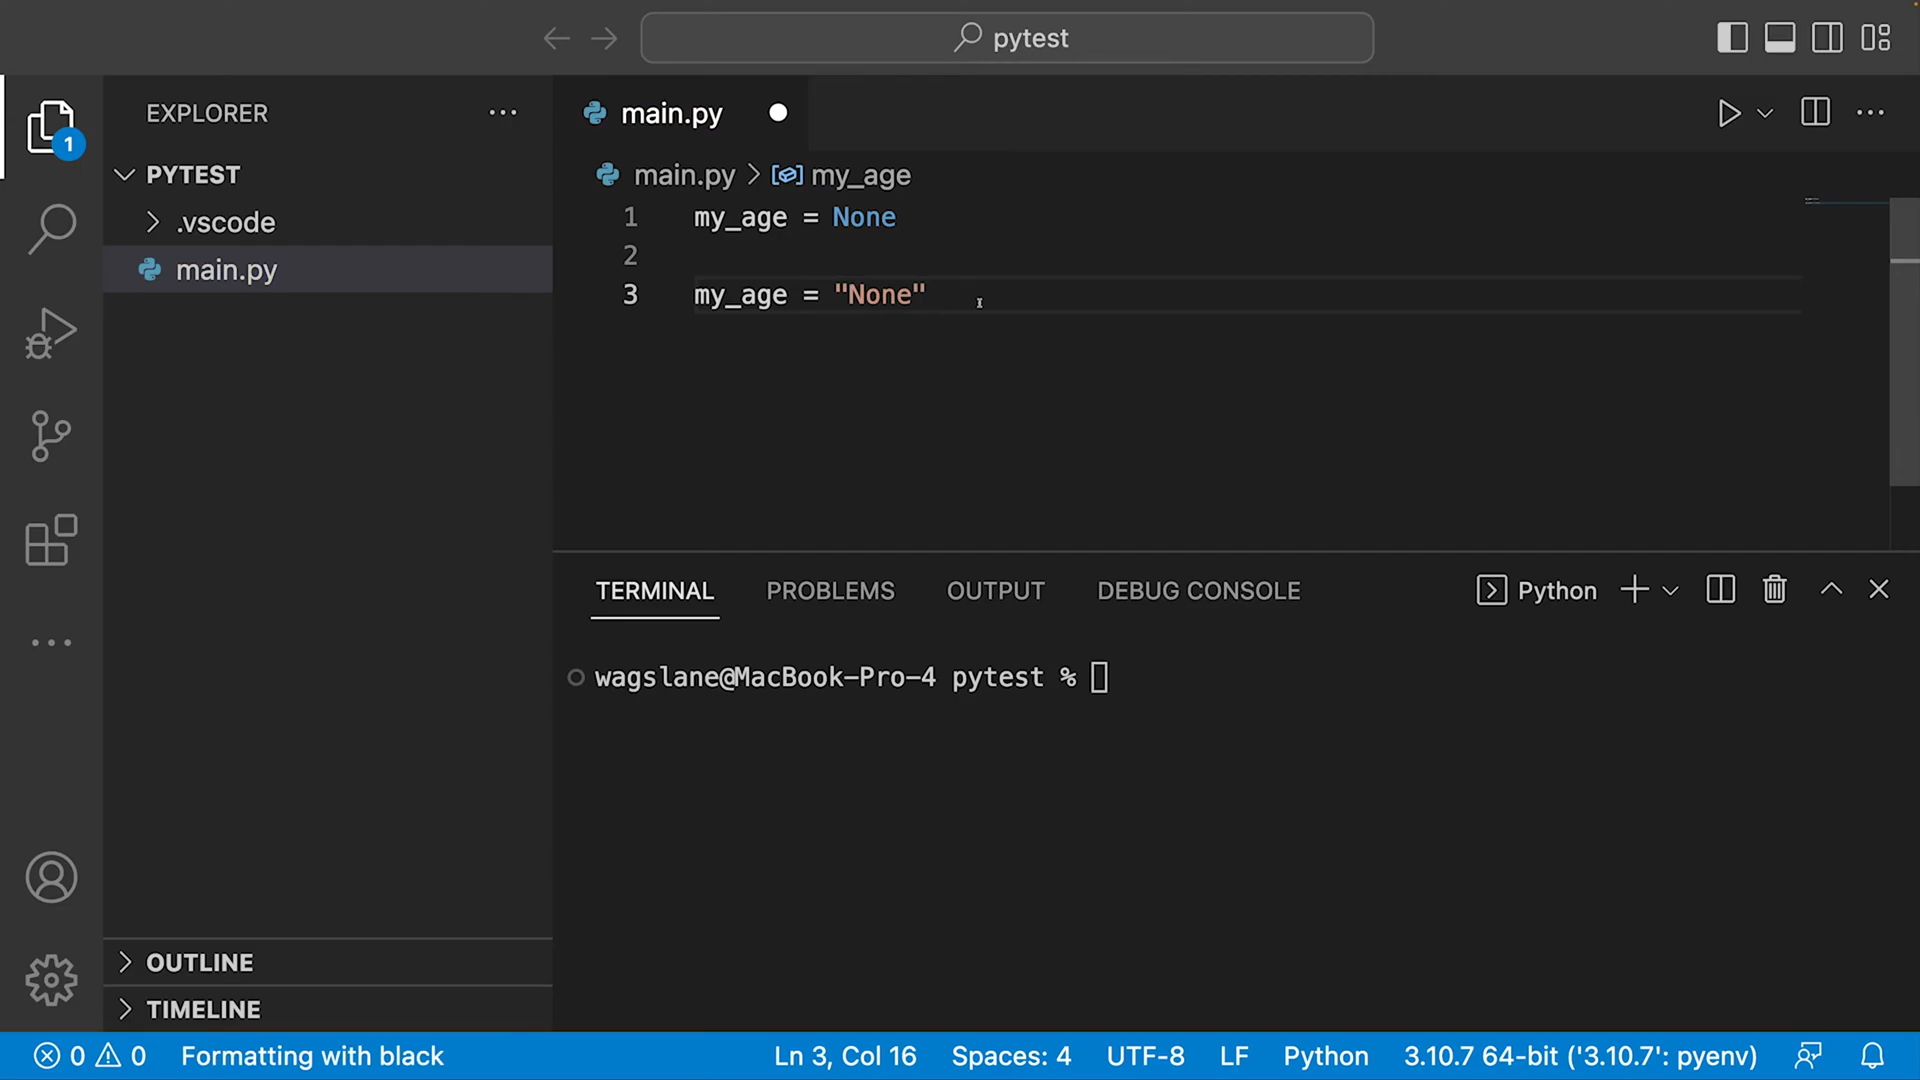 pytest
1
EXPLORER
PYTEST
.vscode
main.py
OUTLINE
TIMELINE
main.py
main.py > my_age
1 my_age = None
2
3 my_age = "None"
TERMINAL PROBLEMS OUTPUT DEBUG CONSOLE Python
wagslane@MacBook-Pro-4 pytest %
0 0 Formatting with black Ln 3, Col 16 Spaces: 4 UTF-8 LF Python 3.10.7 64-bit ('3.10.7': pyenv)